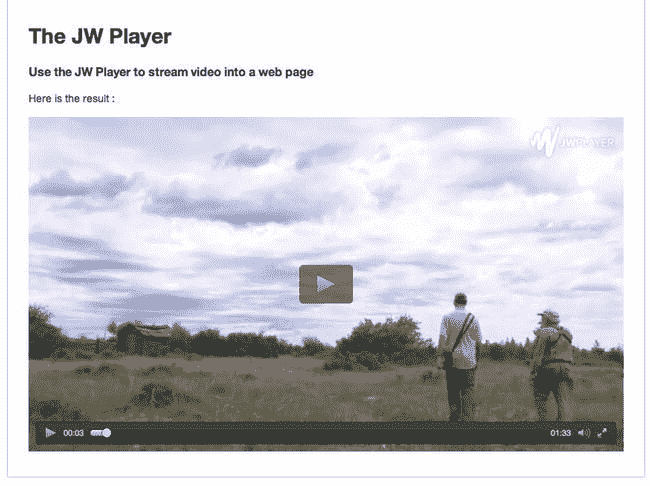 The JW Player
Use the JW Player to stream video into a web page
Here is the result :
JWPLAYER
00:03
01:33